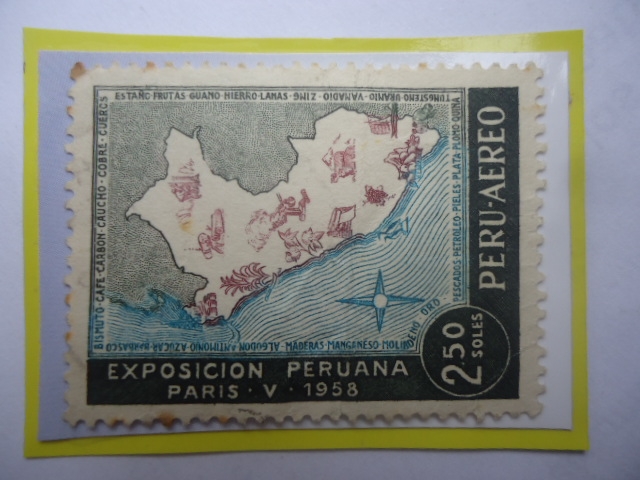 ESTAÑO-FRUTAS-GUANO-HIERRO-LANAS-ZINC-VANADIO-URANIO-TUNGSTENO
BISMUTO-CAFE-CARBON-CAUCHO-COBRE-CUEROS
PESCADOS-PETROLEO-PIELES-PLATA-PLOMO-QUINA
ALGODON-ANTIMONIO-AZUCAR-BARBASCO
MADERAS-MANGANESO-MOLIBDENO ORO
PERU-AEREO
2.50
SOLES
EXPOSICION PERUANA
PARIS · V · 1958